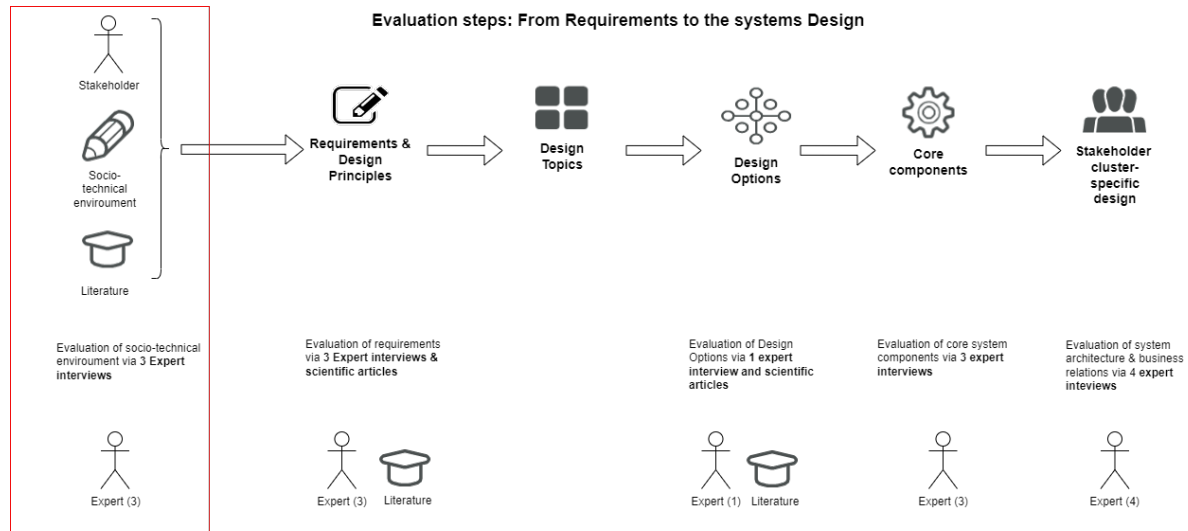 Evaluation steps: From Requirements to the systems Design
Stakeholder
Socio-
technical
enviroument
Literature
Requirements &
Design
Principles
Design
Topics
Design
Options
Core
components
Stakeholder
cluster-
specific
design
Evaluation of socio-technical
enviroument via 3 Expert
interviews
Evaluation of requirements
via 3 Expert interviews &
scientific articles
Evaluation of Design
Options via 1 expert
interview and scientific
articles
Evaluation of core system
components via 3 expert
interviews
Evaluation of system
architecture & business
relations via 4 expert
inteviews
Expert (3)
Expert (3)
Literature
Expert (1)
Literature
Expert (3)
Expert (4)